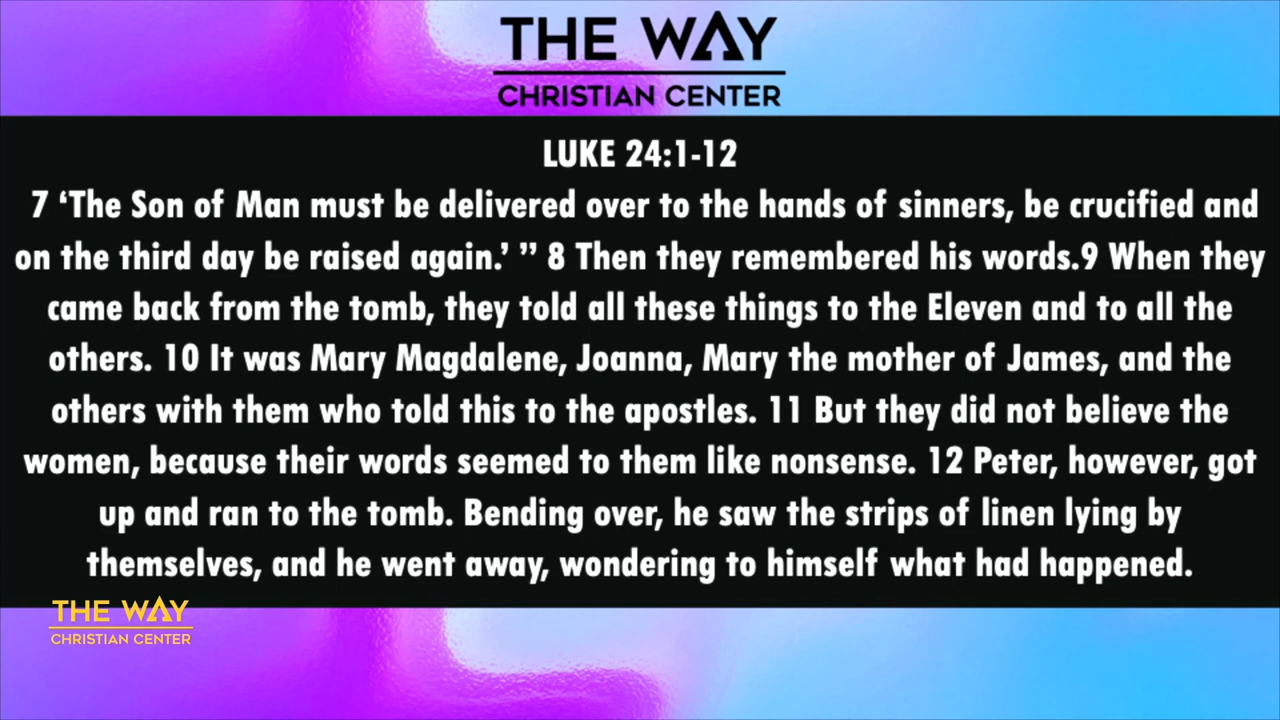 THE WAY
CHRISTIAN CENTER
LUKE 24:1-12
7 ‘The Son of Man must be delivered over to the hands of sinners, be crucified and
on the third day be raised again.’ ” 8 Then they remembered his words.9 When they
came back from the tomb, they told all these things to the Eleven and to all the
others. 10 It was Mary Magdalene, Joanna, Mary the mother of James, and the
others with them who told this to the apostles. 11 But they did not believe the
women, because their words seemed to them like nonsense. 12 Peter, however, got
up and ran to the tomb. Bending over, he saw the strips of linen lying by
themselves, and he went away, wondering to himself what had happened.
THE WAY
CHRISTIAN CENTER